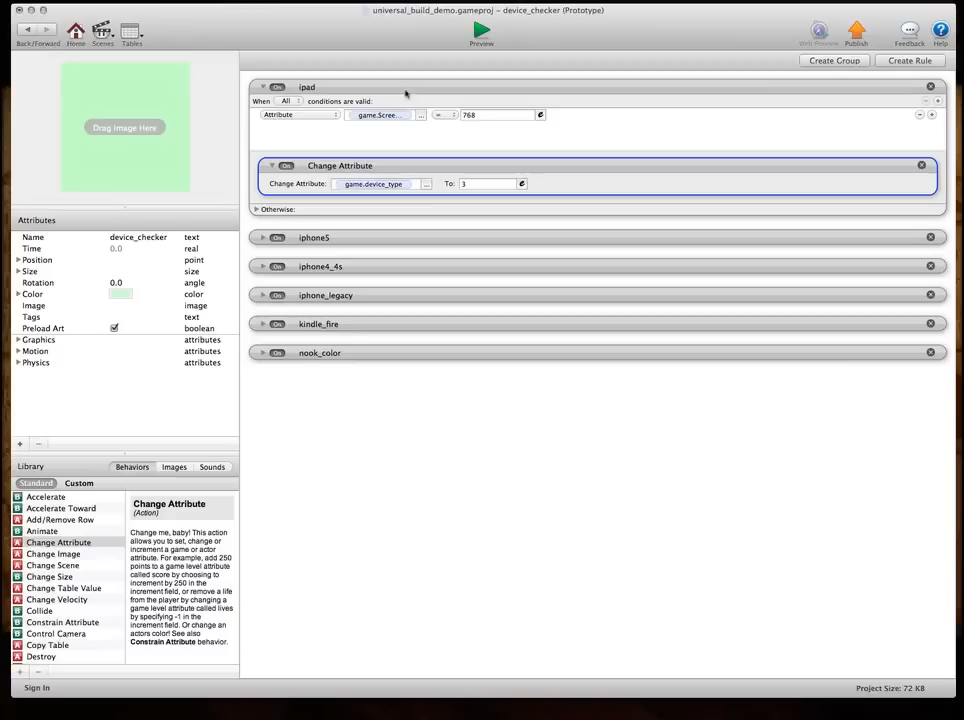 universal_build_demo.gameproj — device_checker (Prototype)
Back/Forward Home Scenes Tables Preview Web Preview Publish Feedback Help
Create Group Create Rule
Drag Image Here
Attributes
Name device_checker text
Time 0.0 real
Position point
Size size
Rotation 0.0 angle
Color color
Image image
Tags text
Preload Art boolean
Graphics attributes
Motion attributes
Physics attributes
+ −
Library Behaviors Images Sounds
Standard Custom
B Accelerate
B Accelerate Toward
A Add/Remove Row
B Animate
A Change Attribute
A Change Image
A Change Scene
B Change Size
A Change Table Value
A Change Velocity
B Collide
B Constrain Attribute
B Control Camera
A Copy Table
A Destroy
Change Attribute
(Action)
Change me, baby! This action
allows you to set, change or
increment a game or actor
attribute. For example, add 250
points to a game level attribute
called score by choosing to
increment by 250 in the
increment field, or remove a life
from the player by changing a
game level attribute called lives
by specifying -1 in the
increment field. Or change an
actors color! See also
Constrain Attribute behavior.
+ −
On ipad
When All conditions are valid:
Attribute game.Scree... ... = 768 e
On Change Attribute
Change Attribute: game.device_type ... To: 3 e
Otherwise:
On iphone5
On iphone4_4s
On iphone_legacy
On kindle_fire
On nook_color
Sign In Project Size: 72 KB